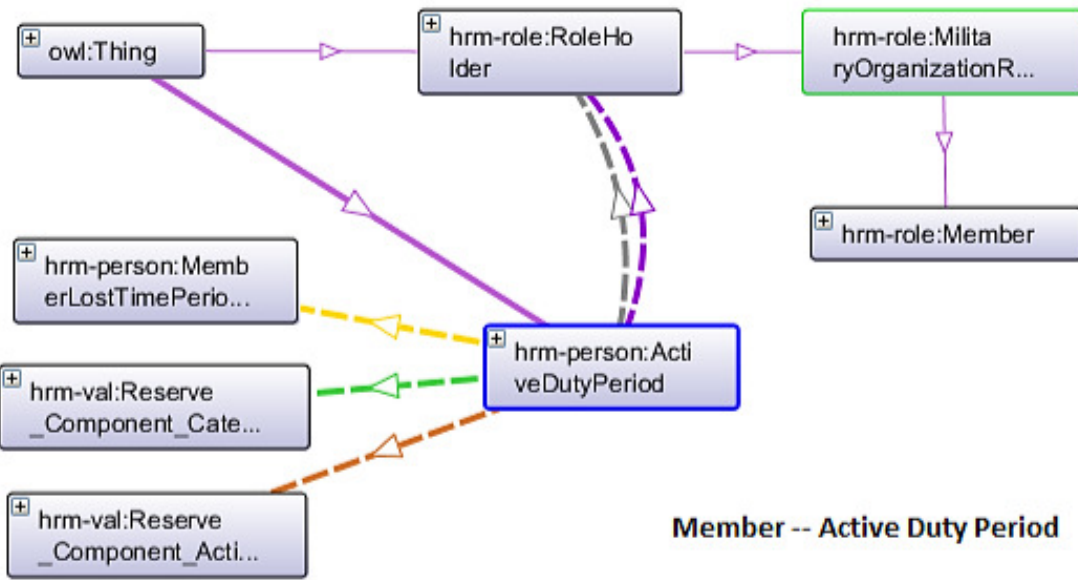 owl:Thing
hrm-role:RoleHo
lder
hrm-role:Milita
ryOrganizationR...
hrm-role:Member
hrm-person:Memb
erLostTimePerio...
hrm-person:Acti
veDutyPeriod
hrm-val:Reserve
_Component_Cate...
hrm-val:Reserve
_Component_Acti...
Member -- Active Duty Period